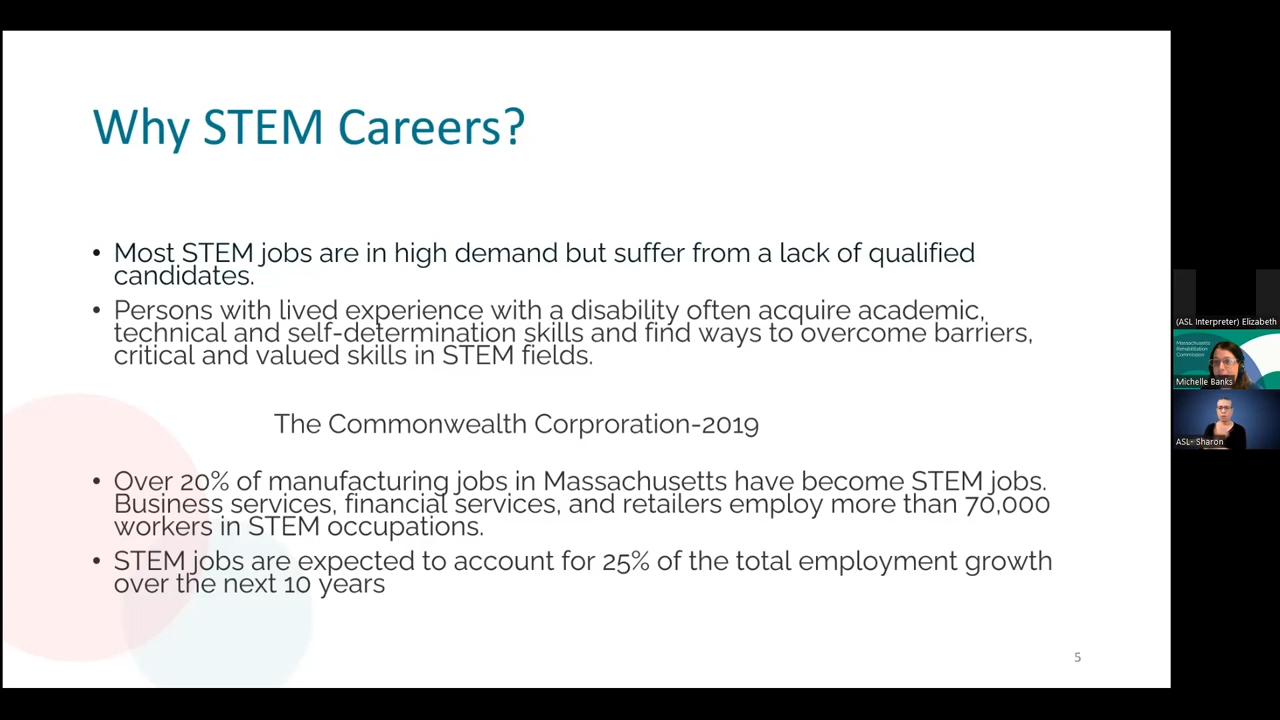 Why STEM Careers?
• Most STEM jobs are in high demand but suffer from a lack of qualified
candidates.
• Persons with lived experience with a disability often acquire academic,
technical and self-determination skills and find ways to overcome barriers,
critical and valued skills in STEM fields.
The Commonwealth Corproration-2019
• Over 20% of manufacturing jobs in Massachusetts have become STEM jobs.
Business services, financial services, and retailers employ more than 70,000
workers in STEM occupations.
• STEM jobs are expected to account for 25% of the total employment growth
over the next 10 years
5
(ASL Interpreter) Elizabeth
Massachusetts
Rehabilitation
Commission
Michelle Banks
ASL- Sharon